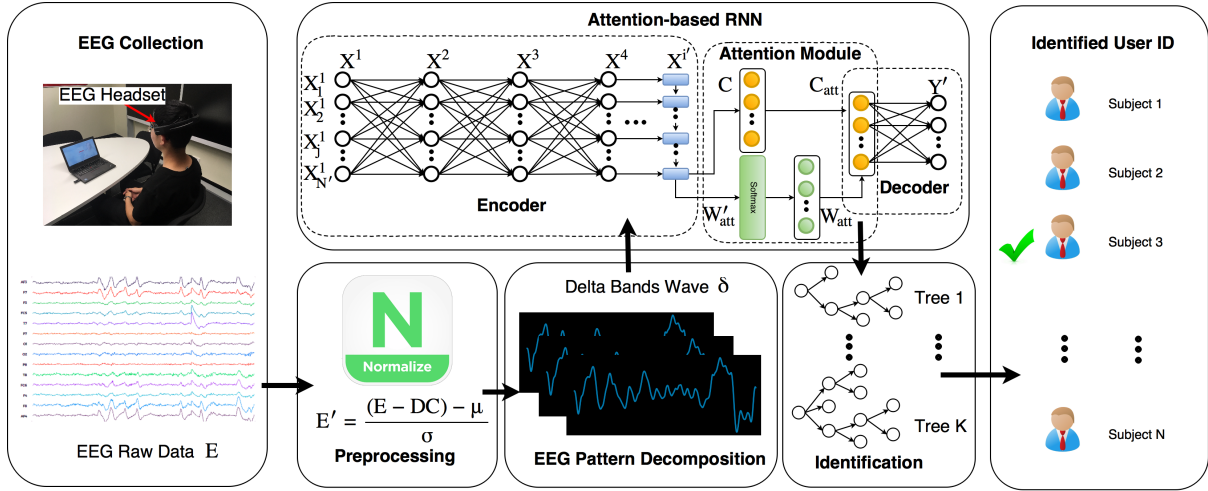 EEG Collection
EEG Headset
EEG Raw Data E
Attention-based RNN
X¹ X² X³ X⁴ Xⁱ′
X¹₁
X¹₂
X¹ⱼ
X¹N′
Encoder
Attention Module
C
C_att
W′_att
Softmax
W_att
Y′
Decoder
N
Normalize
E′ = (E − DC) − μ
σ
Preprocessing
Delta Bands Wave δ
EEG Pattern Decomposition
Tree 1
Tree K
Identification
Identified User ID
Subject 1
Subject 2
Subject 3
Subject N